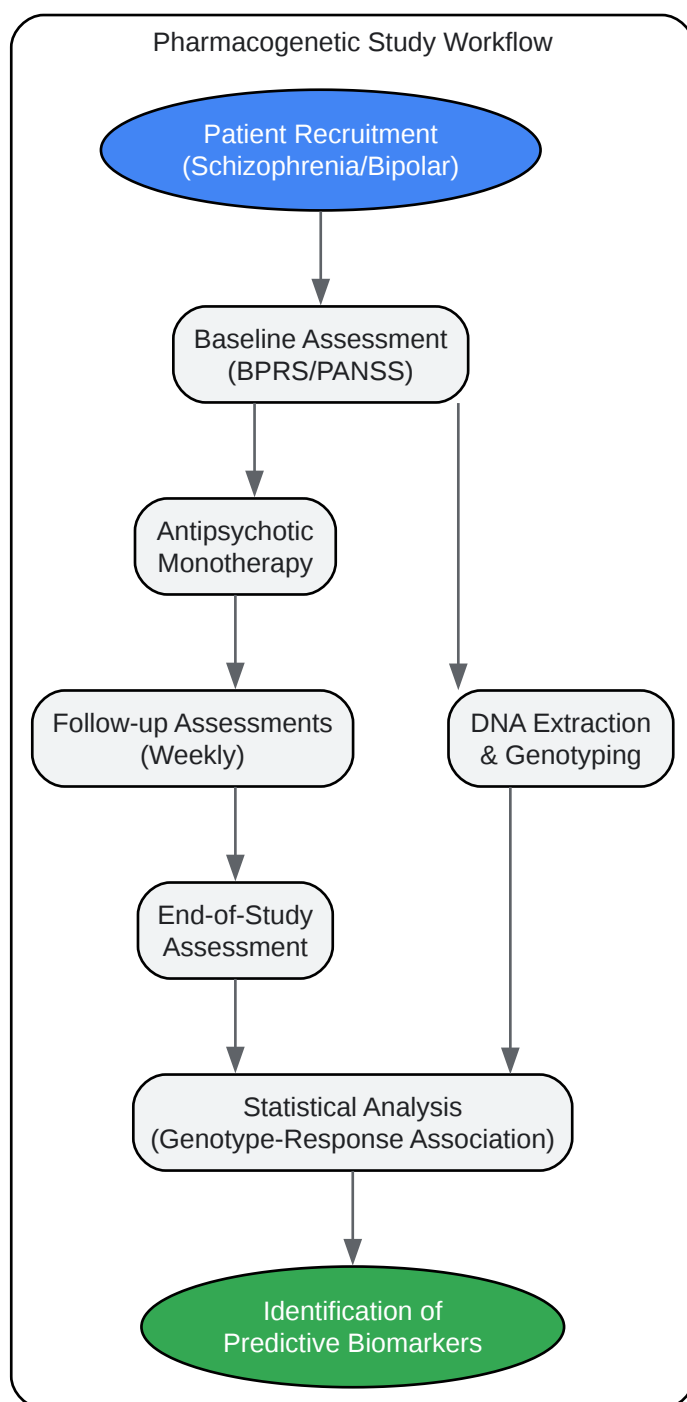 Pharmacogenetic Study Workflow
Patient Recruitment
(Schizophrenia/Bipolar)
Baseline Assessment
(BPRS/PANSS)
Antipsychotic
Monotherapy
Follow-up Assessments
(Weekly)
DNA Extraction
& Genotyping
End-of-Study
Assessment
Statistical Analysis
(Genotype-Response Association)
Identification of
Predictive Biomarkers